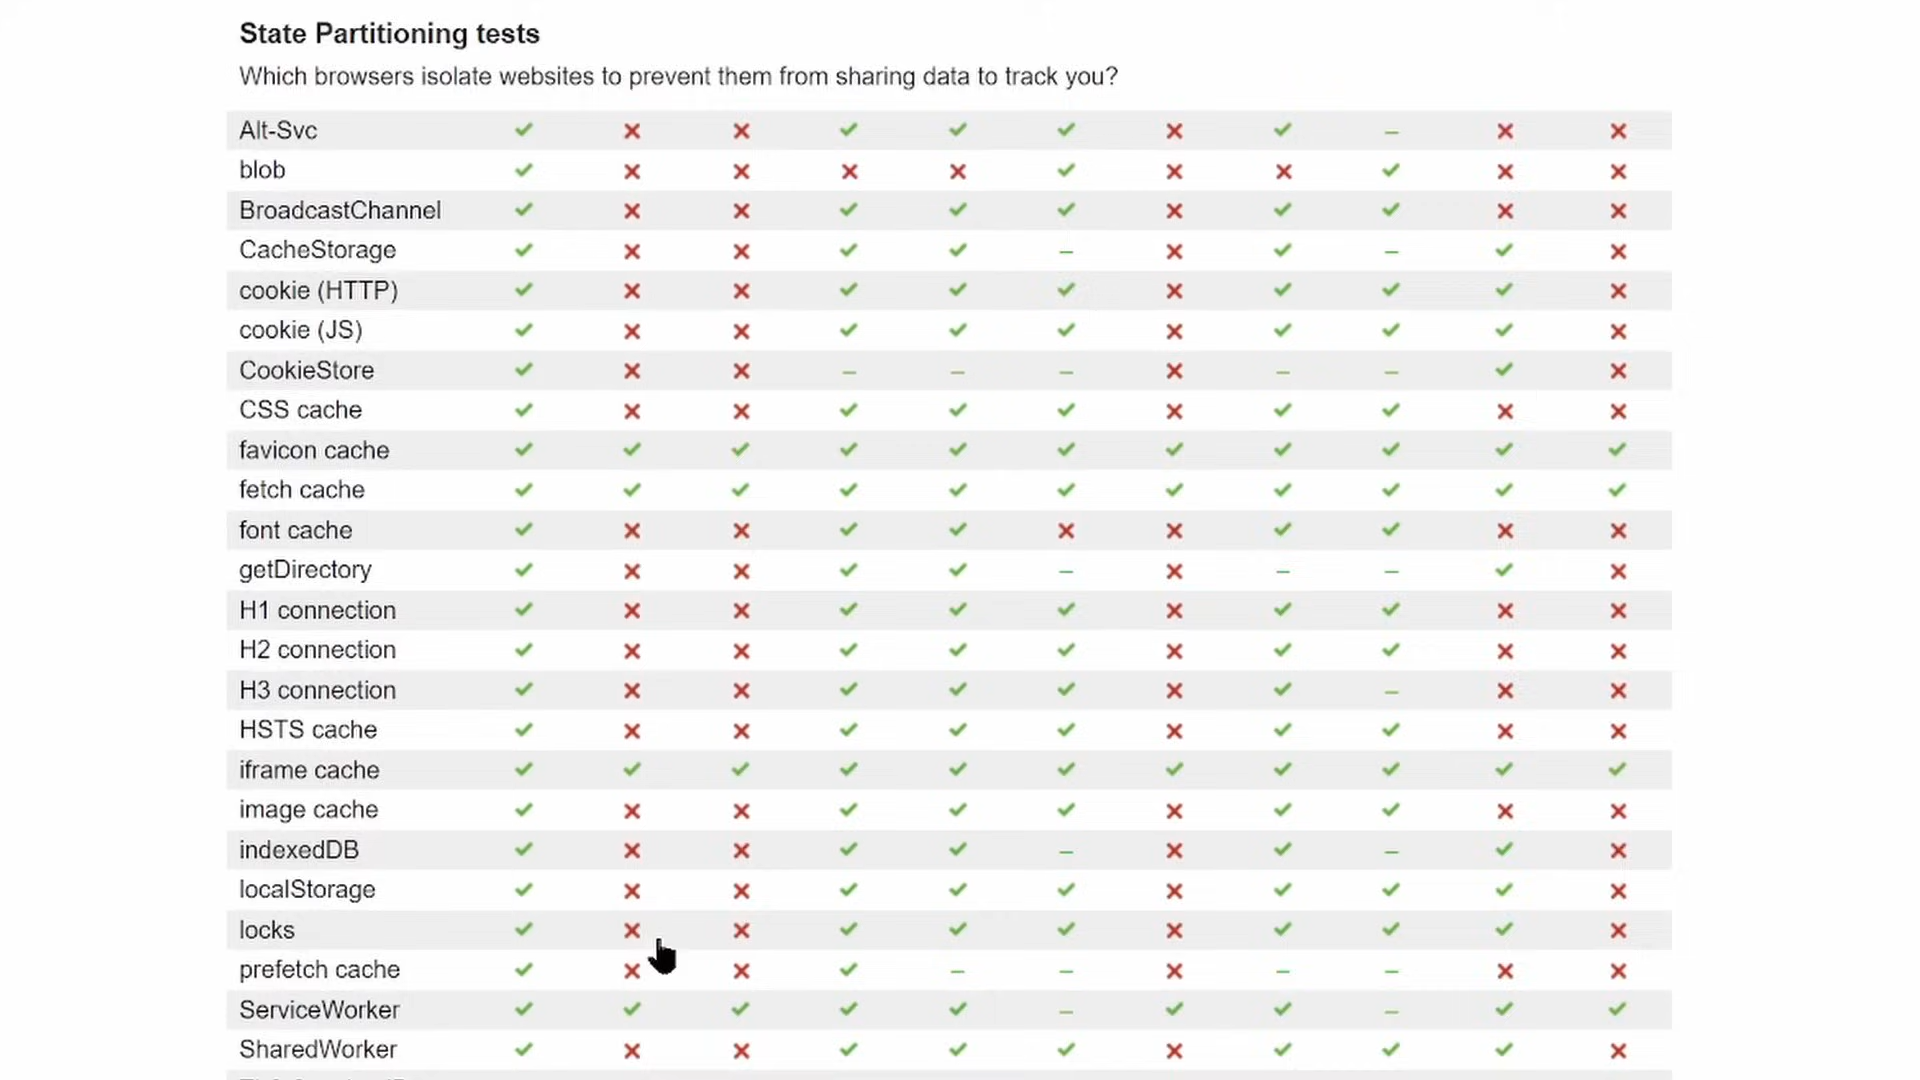 State Partitioning tests
Which browsers isolate websites to prevent them from sharing data to track you?
Alt-Svc
blob
BroadcastChannel
CacheStorage
cookie (HTTP)
cookie (JS)
CookieStore
CSS cache
favicon cache
fetch cache
font cache
getDirectory
H1 connection
H2 connection
H3 connection
HSTS cache
iframe cache
image cache
indexedDB
localStorage
locks
prefetch cache
ServiceWorker
SharedWorker